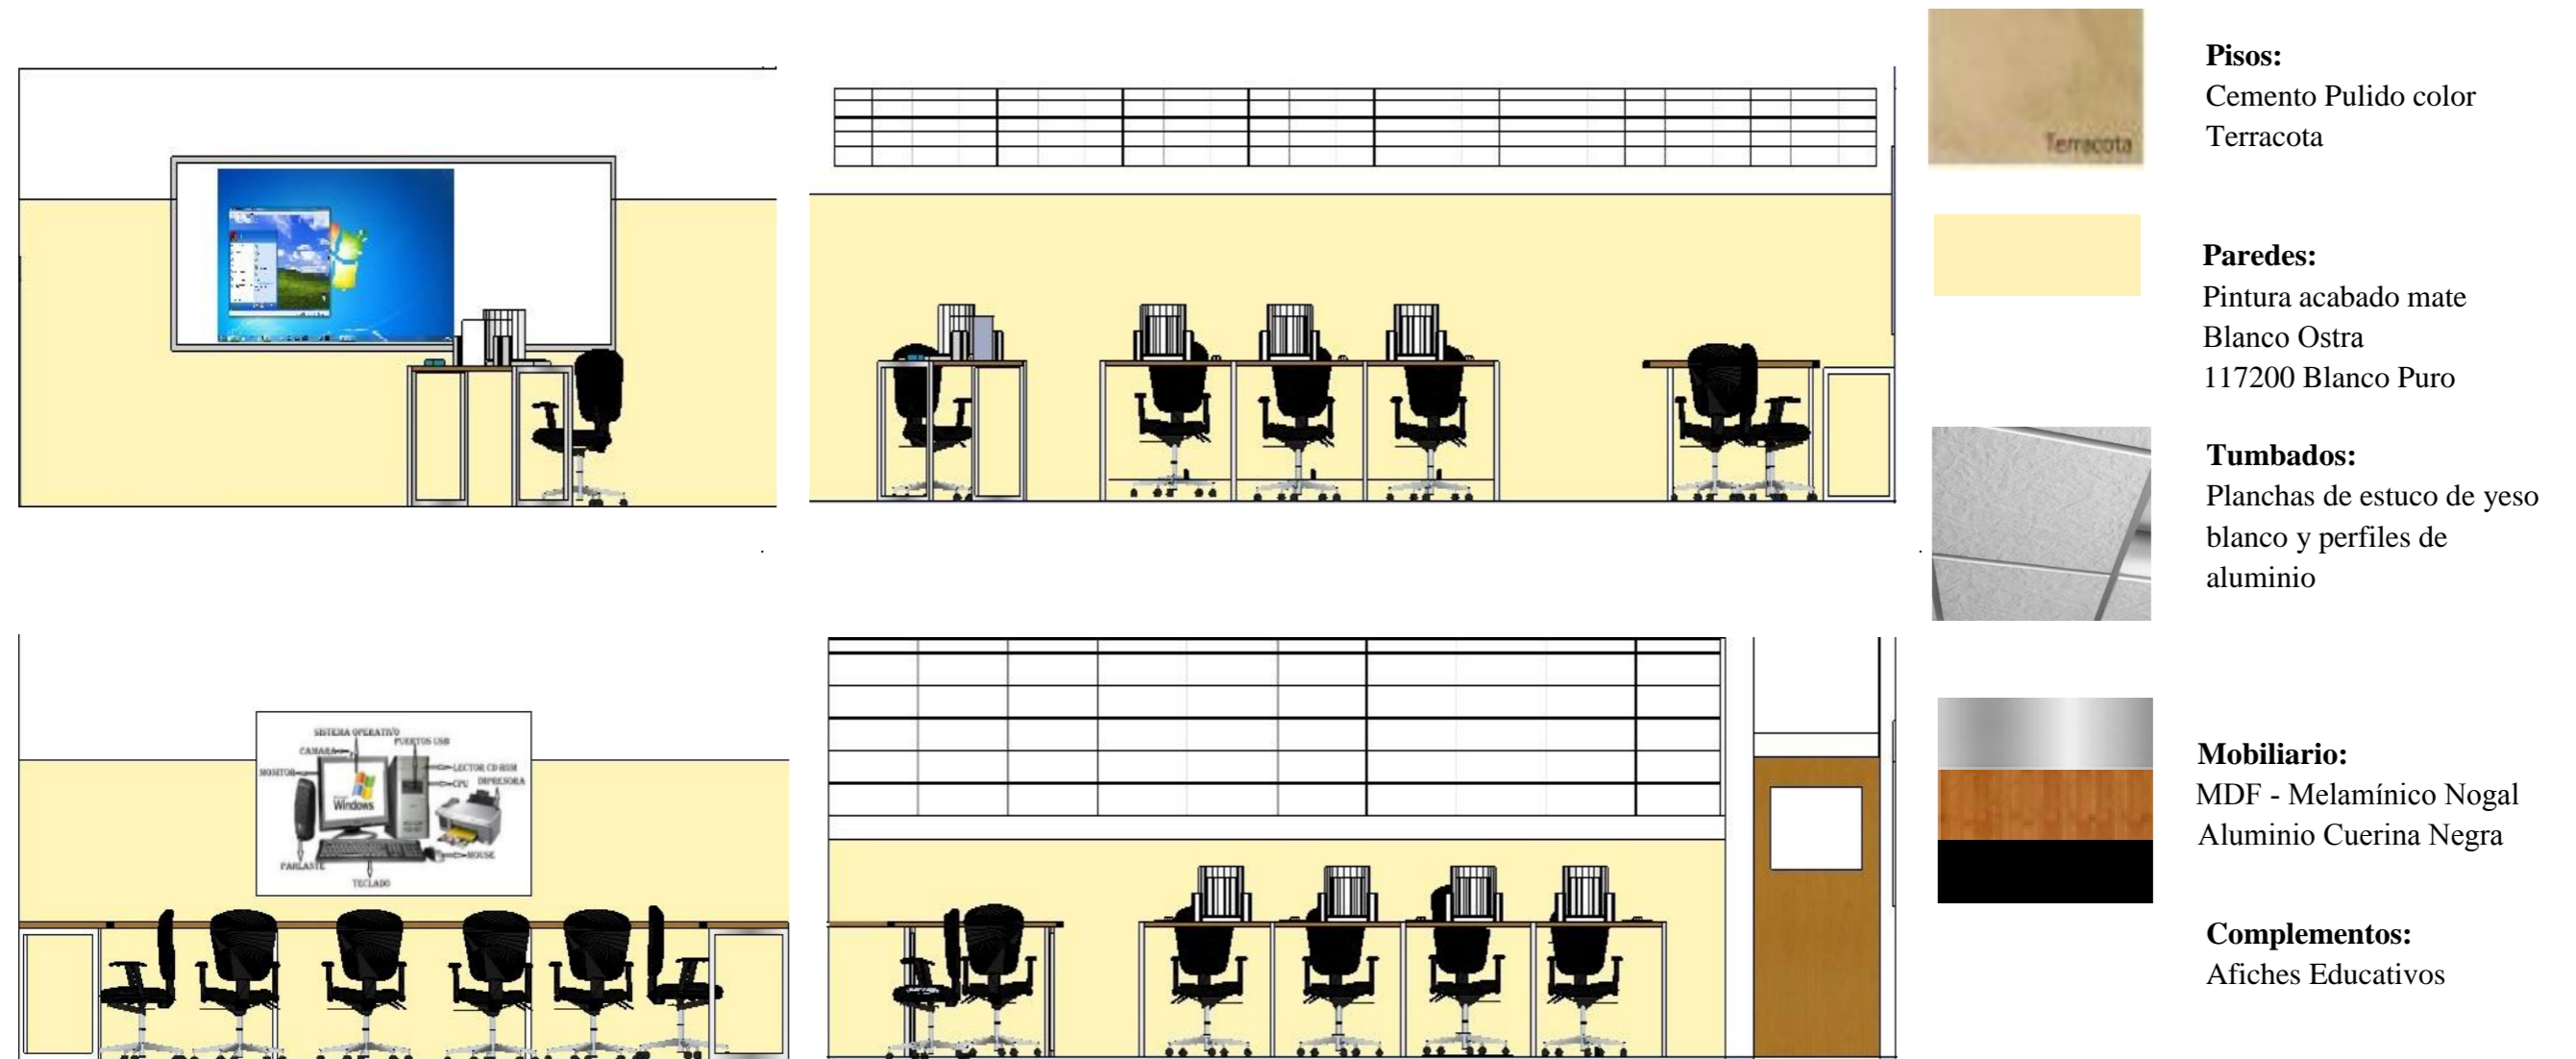 Terracota
Pisos:
Cemento Pulido color
Terracota
Paredes:
Pintura acabado mate
Blanco Ostra
117200 Blanco Puro
Tumbados:
Planchas de estuco de yeso
blanco y perfiles de
aluminio
SISTEMA OPERATIVO
PUERTOS USB
CAMARA
MONITOR
LECTOR CD ROM
CPU
IMPRESORA
Windows
MOUSE
PARLANTE
TECLADO
Mobiliario:
MDF - Melamínico Nogal
Aluminio Cuerina Negra
Complementos:
Afiches Educativos